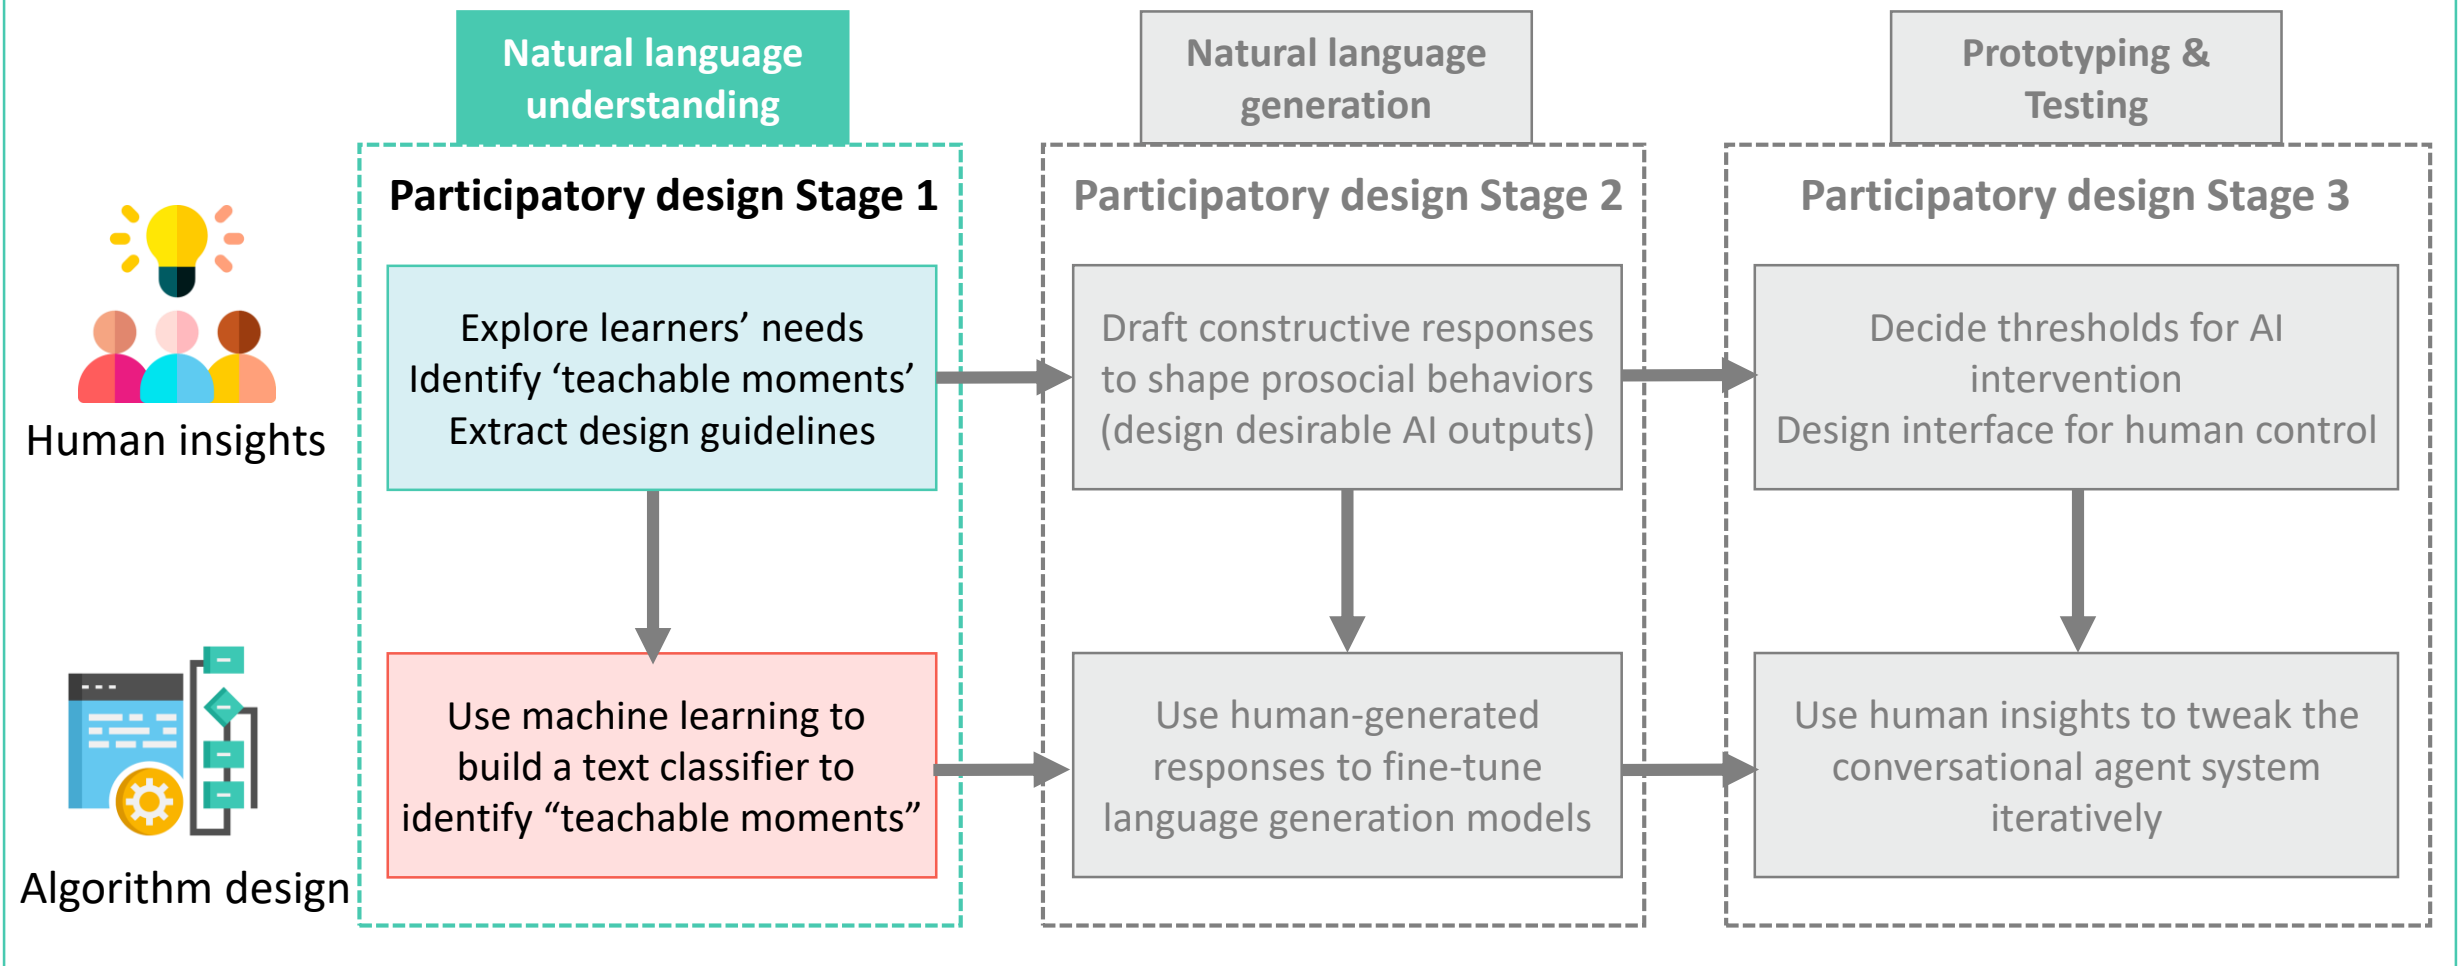 Natural language
understanding
Natural language
generation
Prototyping &
Testing
Participatory design Stage 1
Participatory design Stage 2
Participatory design Stage 3
Human insights
Explore learners’ needs
Identify ‘teachable moments’
Extract design guidelines
Draft constructive responses
to shape prosocial behaviors
(design desirable AI outputs)
Decide thresholds for AI
intervention
Design interface for human control
Algorithm design
Use machine learning to
build a text classifier to
identify “teachable moments”
Use human-generated
responses to fine-tune
language generation models
Use human insights to tweak the
conversational agent system
iteratively